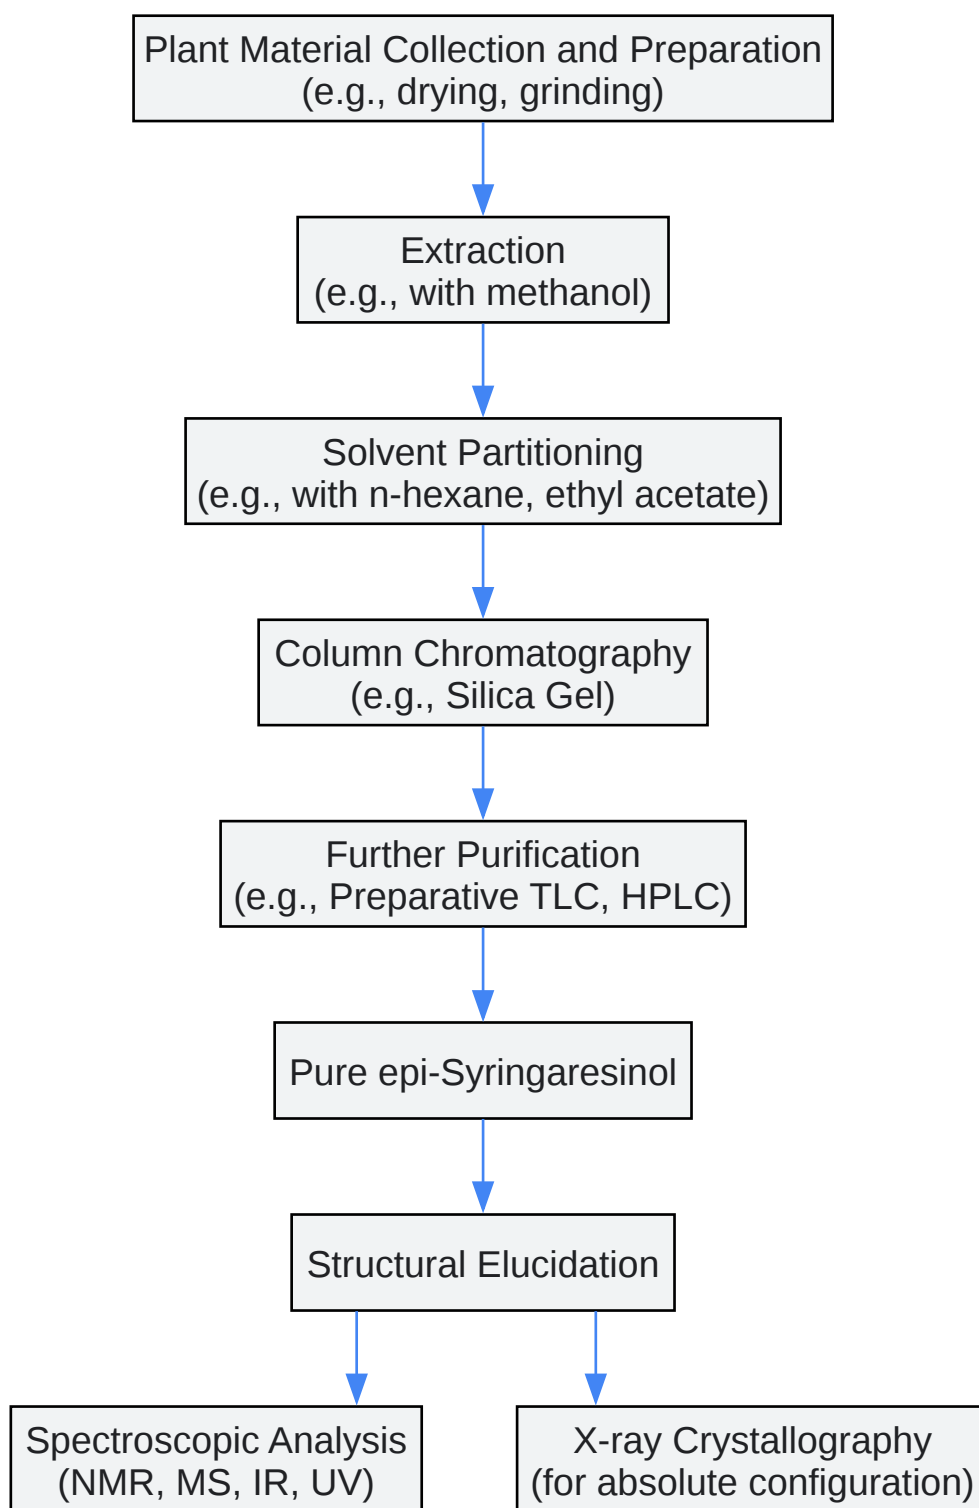 Plant Material Collection and Preparation
(e.g., drying, grinding)
Extraction
(e.g., with methanol)
Solvent Partitioning
(e.g., with n-hexane, ethyl acetate)
Column Chromatography
(e.g., Silica Gel)
Further Purification
(e.g., Preparative TLC, HPLC)
Pure epi-Syringaresinol
Structural Elucidation
Spectroscopic Analysis
(NMR, MS, IR, UV)
X-ray Crystallography
(for absolute configuration)